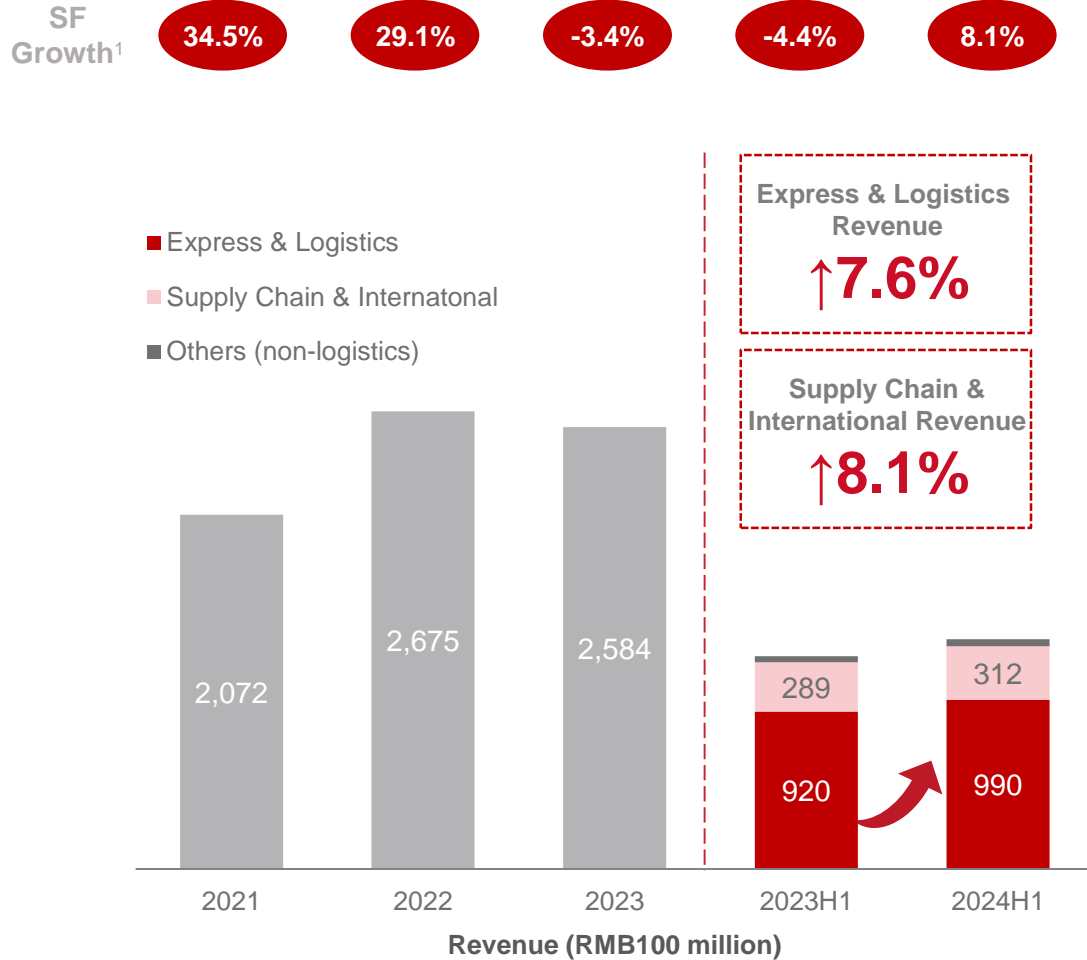 SF
Growth¹
34.5%
29.1%
-3.4%
-4.4%
8.1%
Express & Logistics
Revenue
↑7.6%
Express & Logistics
Supply Chain & Internatonal
Others (non-logistics)
Supply Chain &
International Revenue
↑8.1%
2,072
2,675
2,584
289
920
312
990
2021
2022
2023
2023H1
2024H1
Revenue (RMB100 million)